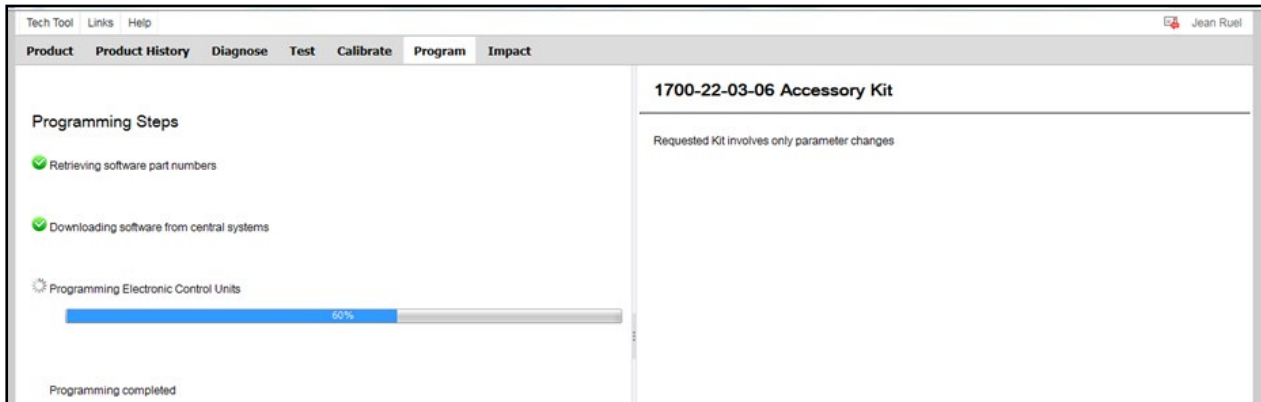 Tech Tool Links Help Jean Ruel
Product Product History Diagnose Test Calibrate Program Impact
1700-22-03-06 Accessory Kit
Programming Steps
Requested Kit involves only parameter changes
Retrieving software part numbers
Downloading software from central systems
Programming Electronic Control Units
60%
Programming completed